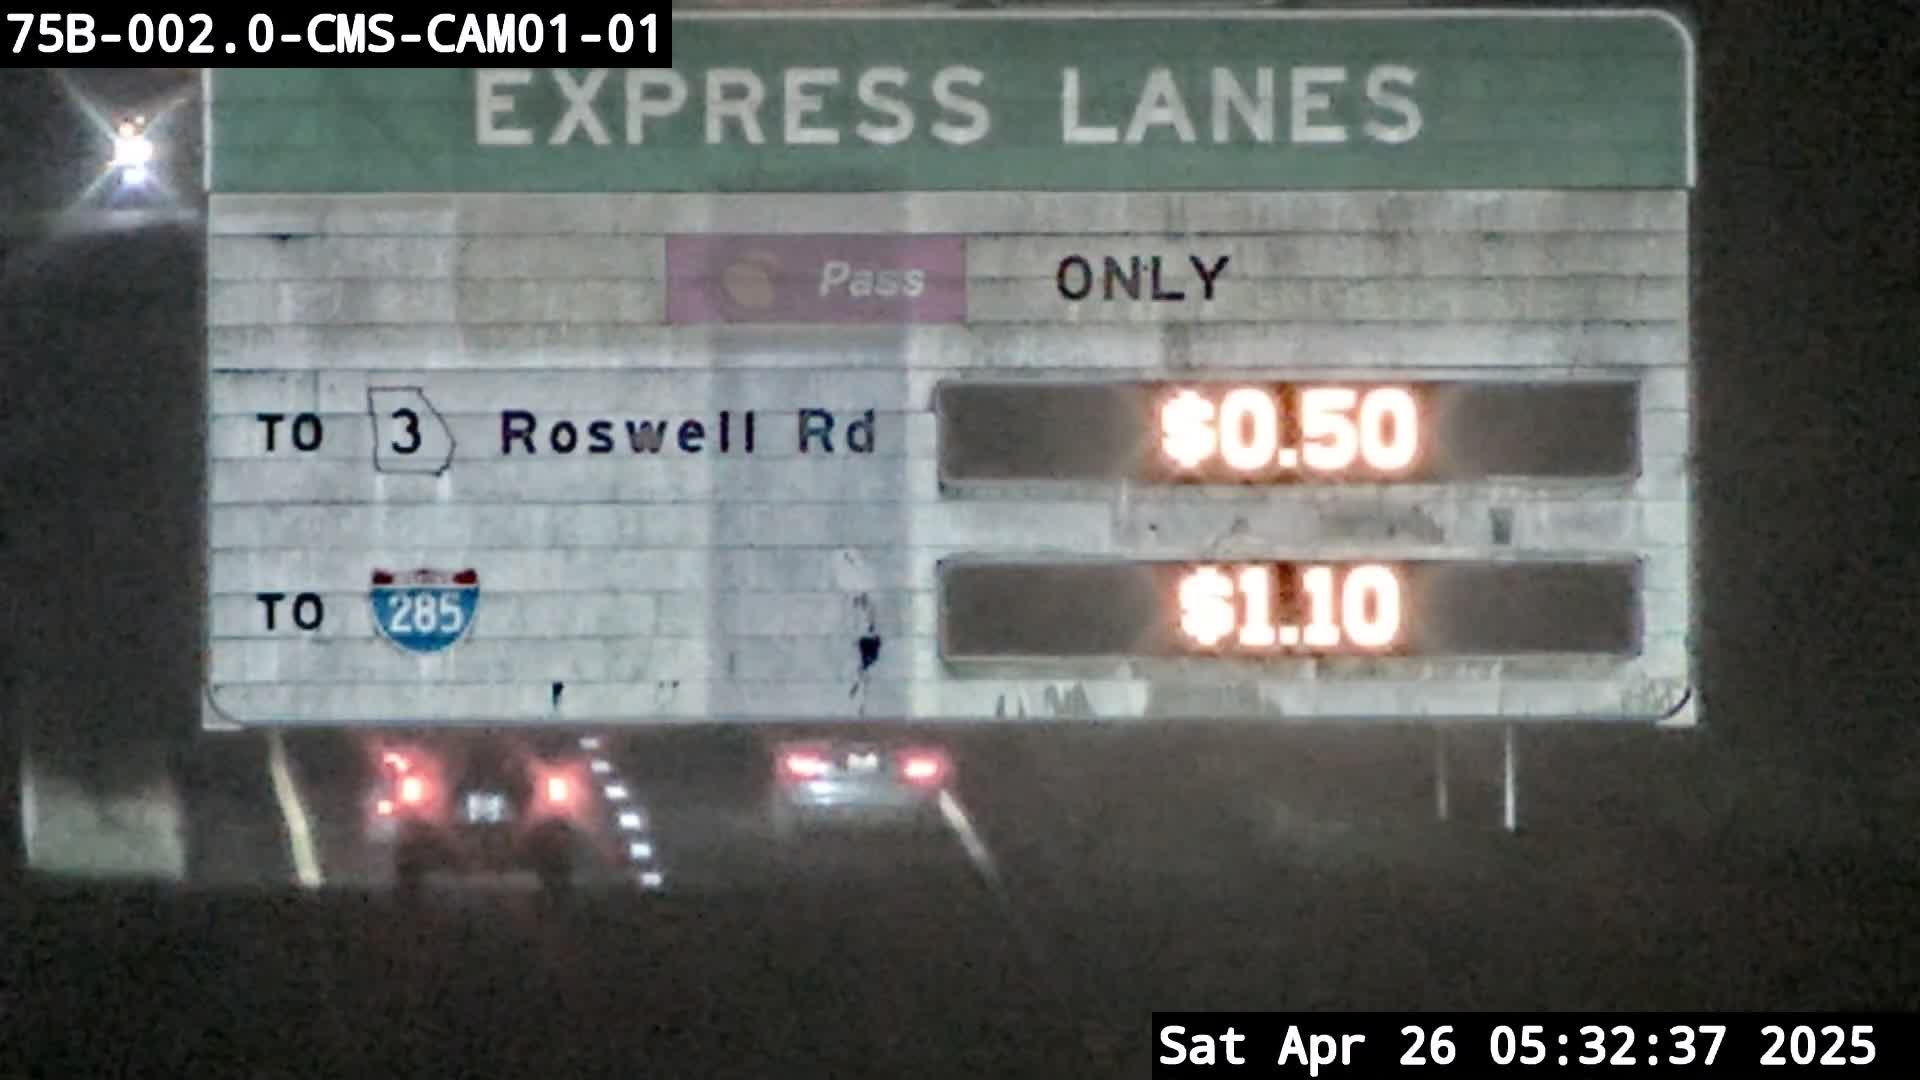 75B-002.0-CMS-CAM01-01
EXPRESS LANES
Pass ONLY
TO 3 Roswell Rd $0.50
TO 285 $1.10
Sat Apr 26 05:32:37 2025